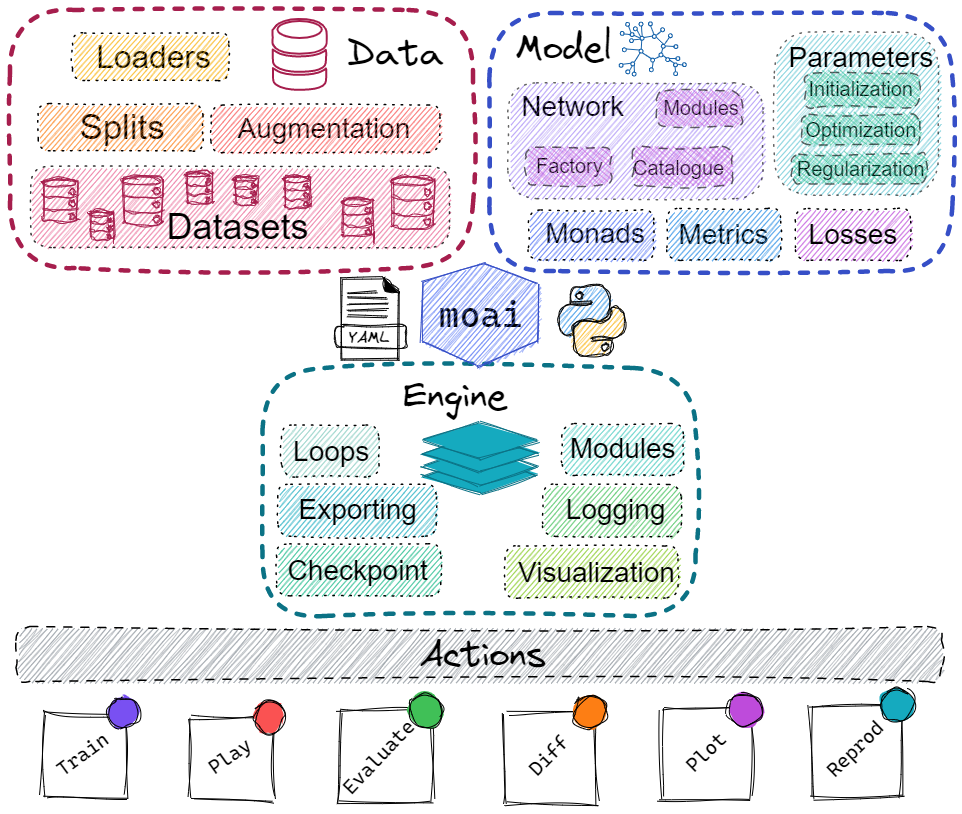 Data
Loaders
Splits
Augmentation
Datasets
Model
Network
Modules
Factory
Catalogue
Parameters
Initialization
Optimization
Regularization
Monads
Metrics
Losses
YAML
moai
Engine
Loops
Modules
Exporting
Logging
Checkpoint
Visualization
Actions
Train
Play
Evaluate
Diff
Plot
Reprod